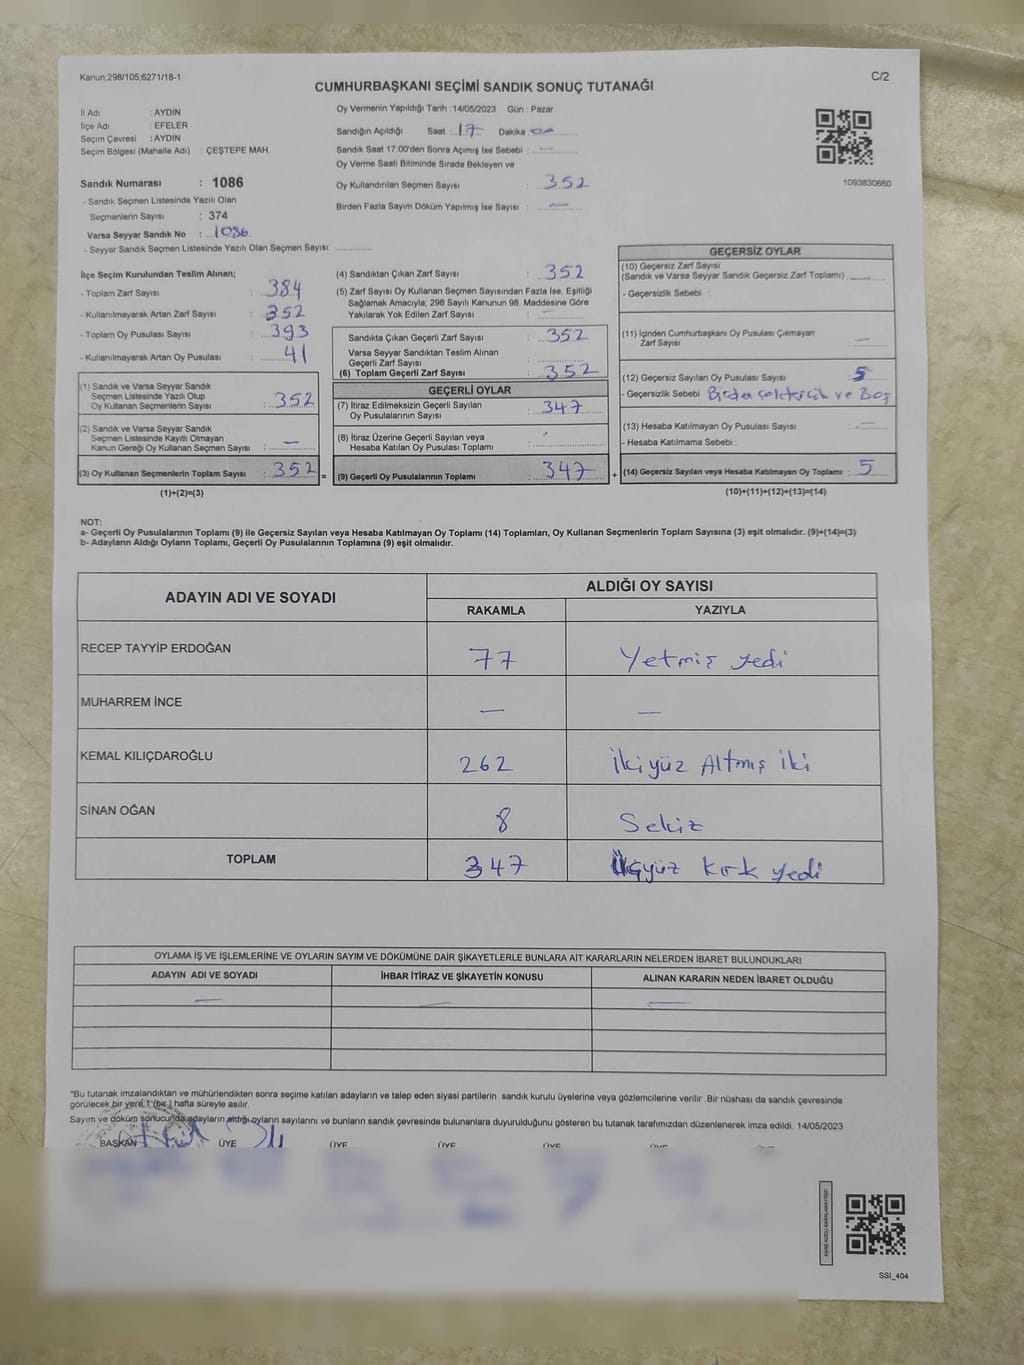 Kanun;298/105;6271/18-1
C/2
CUMHURBAŞKANI SEÇİMİ SANDIK SONUÇ TUTANAĞI
İl Adı : AYDIN
İlçe Adı : EFELER
Seçim Çevresi : AYDIN
Seçim Bölgesi (Mahalle Adı) : ÇEŞTEPE MAH.
Oy Vermenin Yapıldığı Tarih : 14/05/2023 Gün : Pazar
Sandığın Açıldığı Saat : 17 Dakika :
Sandık Saat 17:00'den Sonra Açımış İse Sebebi :
Oy Verme Saati Bitiminde Sırada Bekleyen ve
Oy Kullandırılan Seçmen Sayısı : 352
Birden Fazla Sayım Döküm Yapılmış İse Sayısı :
1093830660
Sandık Numarası : 1086
- Sandık Seçmen Listesinde Yazılı Olan
Seçmenlerin Sayısı : 374
Varsa Seyyar Sandık No : 1086
- Seyyar Sandık Seçmen Listesinde Yazılı Olan Seçmen Sayısı:
İlçe Seçim Kurulundan Teslim Alınan;
- Toplam Zarf Sayısı : 384
- Kullanılmayarak Artan Zarf Sayısı : 352
- Toplam Oy Pusulası Sayısı : 393
- Kullanılmayarak Artan Oy Pusulası : 41
(1) Sandık ve Varsa Seyyar Sandık
Seçmen Listesinde Yazılı Olup
Oy Kullanan Seçmenlerin Sayısı : 352
(2) Sandık ve Varsa Seyyar Sandık
Seçmen Listesinde Kayıtlı Olmayan
Kanun Gereği Oy Kullanan Seçmen Sayısı : —
(3) Oy Kullanan Seçmenlerin Toplam Sayısı : 352 =
(1)+(2)=(3)
(4) Sandıktan Çıkan Zarf Sayısı : 352
(5) Zarf Sayısı Oy Kullanan Seçmen Sayısından Fazla İse, Eşitliği
Sağlamak Amacıyla; 298 Sayılı Kanunun 98. Maddesine Göre
Yakılarak Yok Edilen Zarf Sayısı : —
Sandıkta Çıkan Geçerli Zarf Sayısı : 352
Varsa Seyyar Sandıktan Teslim Alınan
Geçerli Zarf Sayısı :
(6) Toplam Geçerli Zarf Sayısı : 352
GEÇERLİ OYLAR
(7) İtiraz Edilmeksizin Geçerli Sayılan
Oy Pusulalarının Sayısı : 347
(8) İtiraz Üzerine Geçerli Sayılan veya
Hesaba Katılan Oy Pusulası Toplamı :
(9) Geçerli Oy Pusulalarının Toplamı : 347 +
GEÇERSİZ OYLAR
(10) Geçersiz Zarf Sayısı
(Sandık ve Varsa Seyyar Sandık Geçersiz Zarf Toplamı) : —
- Geçersizlik Sebebi :
(11) İçinden Cumhurbaşkanı Oy Pusulası Çıkmayan
Zarf Sayısı : —
(12) Geçersiz Sayılan Oy Pusulası Sayısı : 5
- Geçersizlik Sebebi ve Boş
(13) Hesaba Katılmayan Oy Pusulası Sayısı : —
- Hesaba Katılmama Sebebi :
(14) Geçersiz Sayılan veya Hesaba Katılmayan Oy Toplamı : 5
(10)+(11)+(12)+(13)=(14)
NOT:
a- Geçerli Oy Pusulalarının Toplamı (9) ile Geçersiz Sayılan veya Hesaba Katılmayan Oy Toplamı (14) Toplamları, Oy Kullanan Seçmenlerin Toplam Sayısına (3) eşit olmalıdır. (9)+(14)=(3)
b- Adayların Aldığı Oyların Toplamı, Geçerli Oy Pusulalarının Toplamına (9) eşit olmalıdır.
ADAYIN ADI VE SOYADI ALDIĞI OY SAYISI
RAKAMLA YAZIYLA
RECEP TAYYİP ERDOĞAN 77 Yetmiş yedi
MUHARREM İNCE — —
KEMAL KILIÇDAROĞLU 262 İkiyüz Altmış iki
SİNAN OĞAN 8 Sekiz
TOPLAM 347 Üçyüz kırk yedi
OYLAMA İŞ VE İŞLEMLERİNE VE OYLARIN SAYIM VE DÖKÜMÜNE DAİR ŞİKAYETLERLE BUNLARA AİT KARARLARIN NELERDEN İBARET BULUNDUKLARI
ADAYIN ADI VE SOYADI İHBAR İTİRAZ VE ŞİKAYETİN KONUSU ALINAN KARARIN NEDEN İBARET OLDUĞU
— — —
*Bu tutanak imzalandıktan ve mühürlendikten sonra seçime katılan adayların ve talep eden siyasi partilerin sandık kurulu üyelerine veya gözlemcilerine verilir .Bir nüshası da sandık çevresinde
görülecek bir yere 1 (bir ) hafta süreyle asılır.
Sayım ve döküm sonucunda adayların aldığı oyların sayılarını ve bunların sandık çevresinde bulunanlara duyurulduğunu gösteren bu tutanak tarafımızdan düzenlenerek imza edildi. 14/05/2023
BAŞKAN ÜYE ÜYE ÜYE ÜYE ÜYE ÜYE
SSI_404